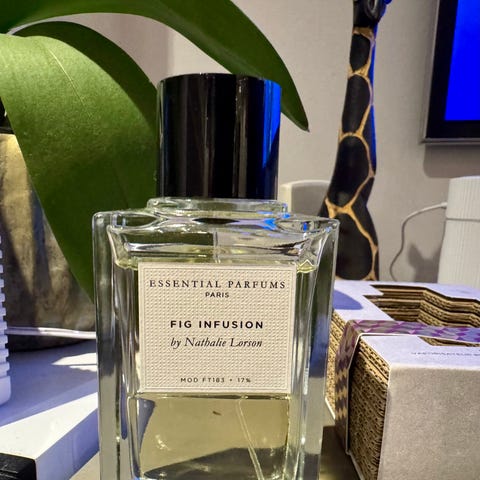 ESSENTIAL PARFUMS
PARIS
FIG INFUSION
by Nathalie Lorson
MOD FT183 • 17%